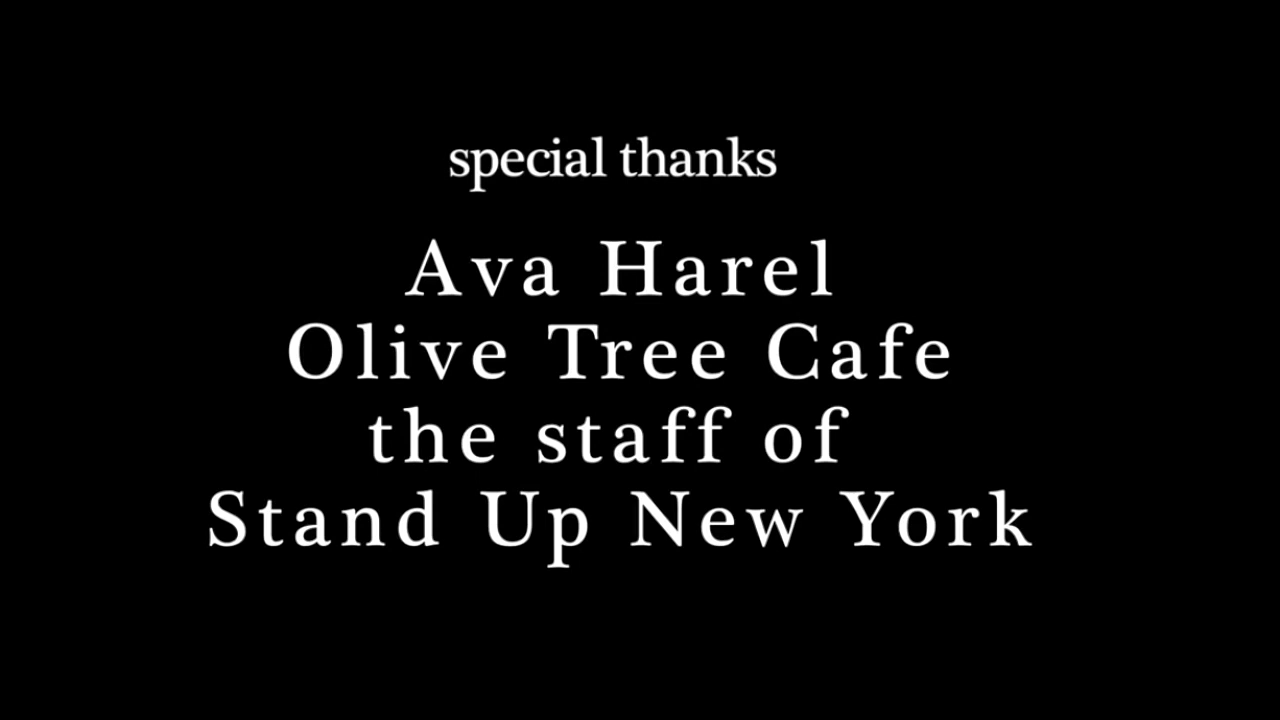 special thanks
Ava Harel
Olive Tree Cafe
the staff of
Stand Up New York